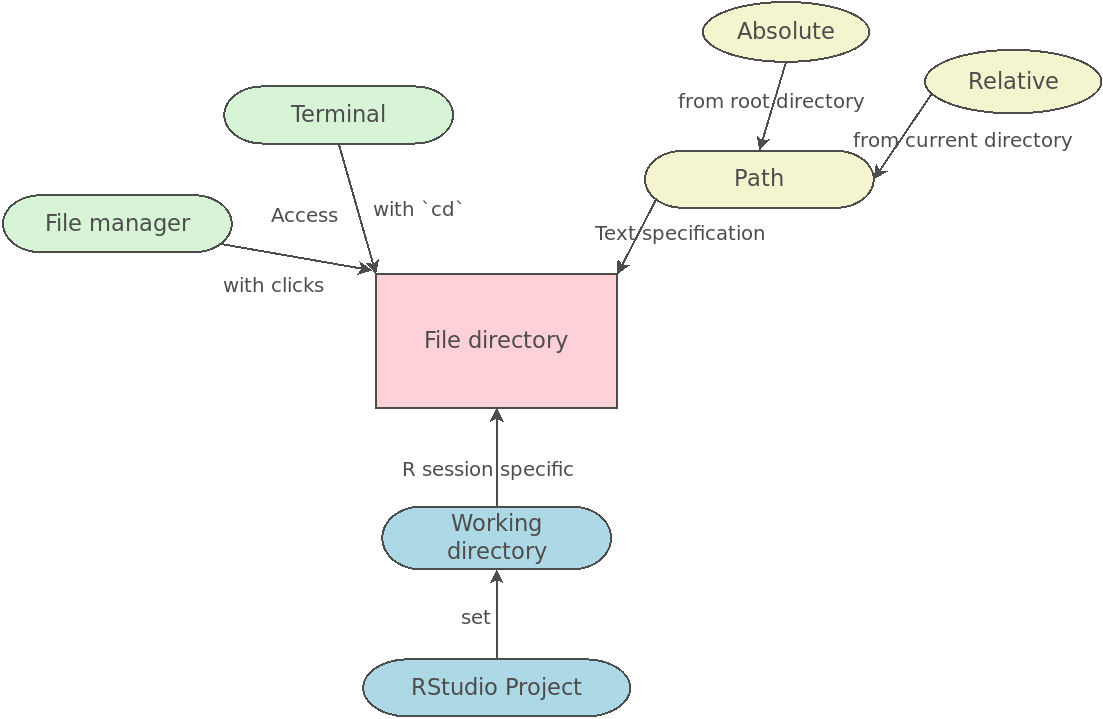 Absolute
Relative
from root directory
Terminal
from current directory
Path
Access
with `cd`
File manager
Text specification
with clicks
File directory
R session specific
Working
directory
set
RStudio Project